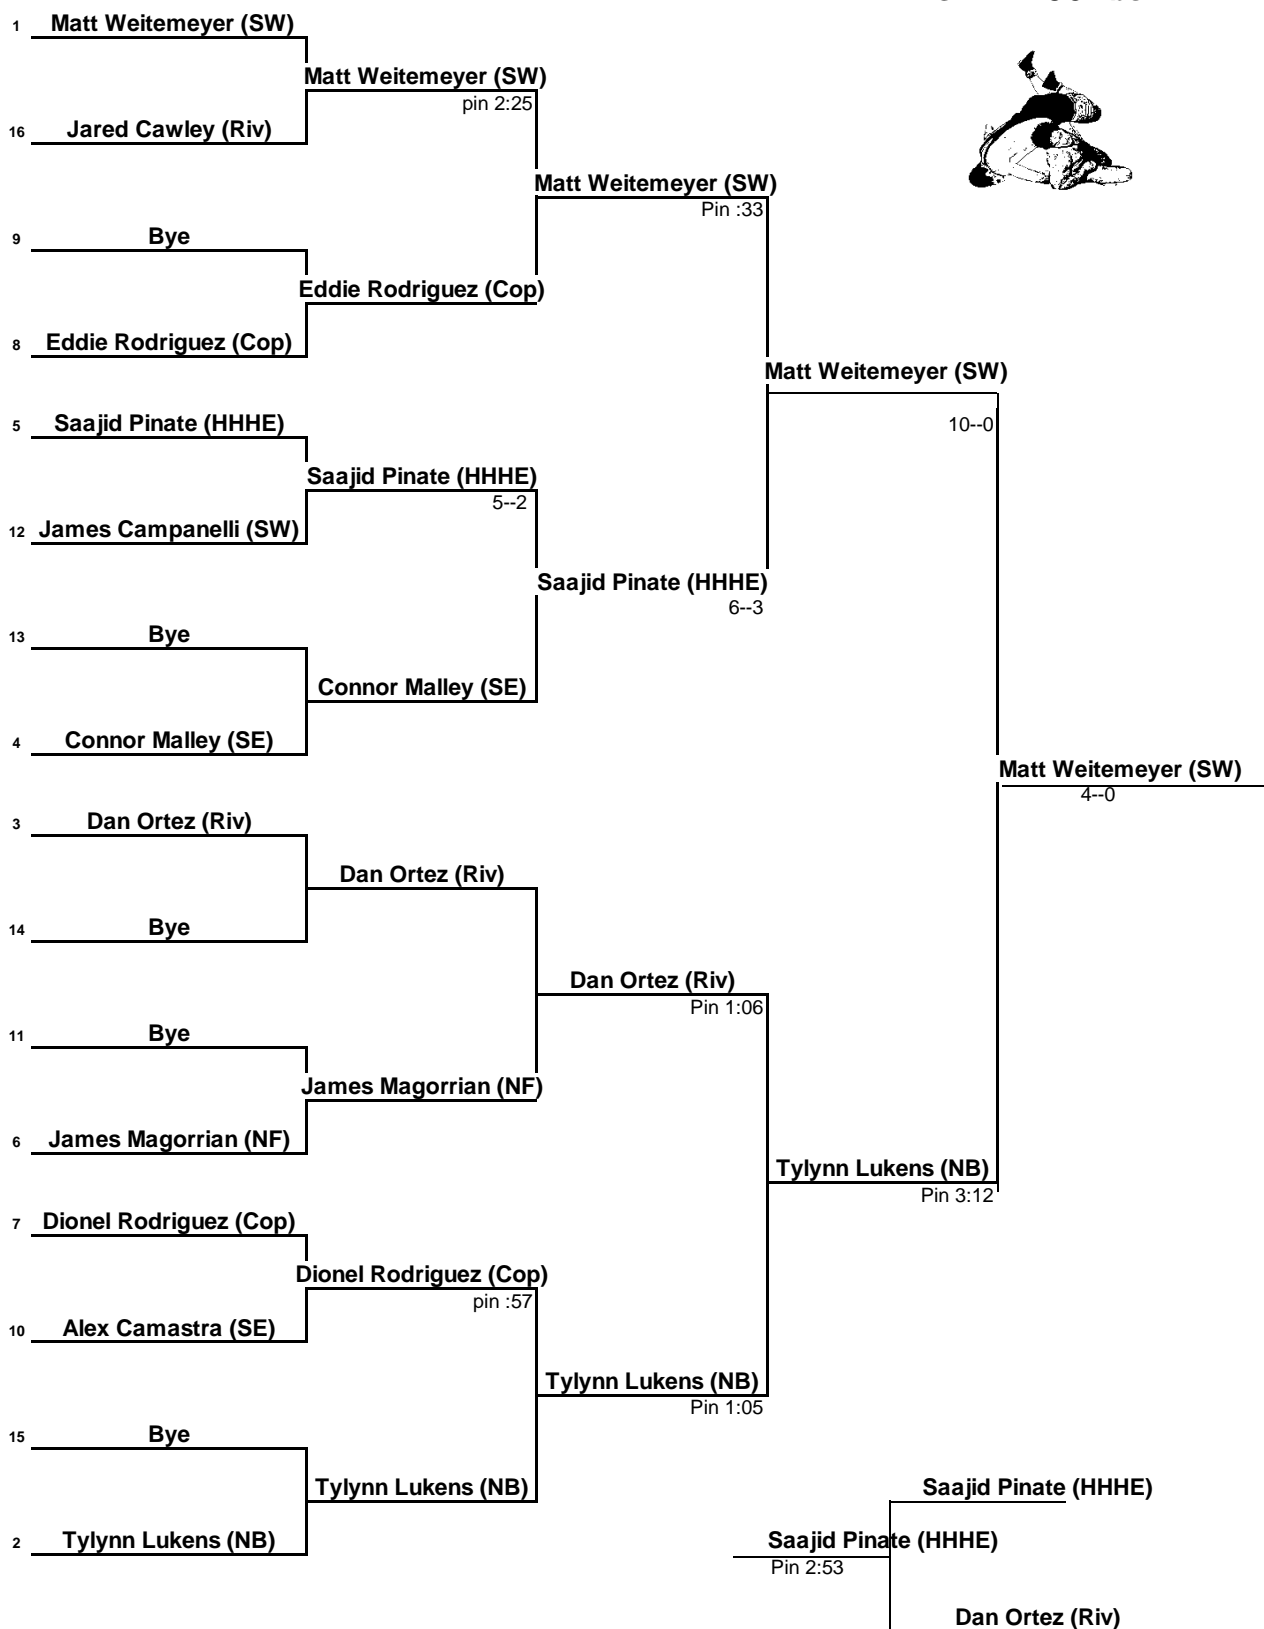 1 Matt Weitemeyer (SW)
Matt Weitemeyer (SW)
pin 2:25
16 Jared Cawley (Riv)
Matt Weitemeyer (SW)
Pin :33
9 Bye
Eddie Rodriguez (Cop)
8 Eddie Rodriguez (Cop)
Matt Weitemeyer (SW)
10--0
5 Saajid Pinate (HHHE)
Saajid Pinate (HHHE)
5--2
12 James Campanelli (SW)
Saajid Pinate (HHHE)
6--3
13 Bye
Connor Malley (SE)
4 Connor Malley (SE)
Matt Weitemeyer (SW)
4--0
3 Dan Ortez (Riv)
Dan Ortez (Riv)
14 Bye
Dan Ortez (Riv)
Pin 1:06
11 Bye
James Magorrian (NF)
6 James Magorrian (NF)
Tylynn Lukens (NB)
Pin 3:12
7 Dionel Rodriguez (Cop)
Dionel Rodriguez (Cop)
pin :57
10 Alex Camastra (SE)
Tylynn Lukens (NB)
Pin 1:05
15 Bye
Tylynn Lukens (NB)
2 Tylynn Lukens (NB)
Saajid Pinate (HHHE)
Saajid Pinate (HHHE)
Pin 2:53
Dan Ortez (Riv)